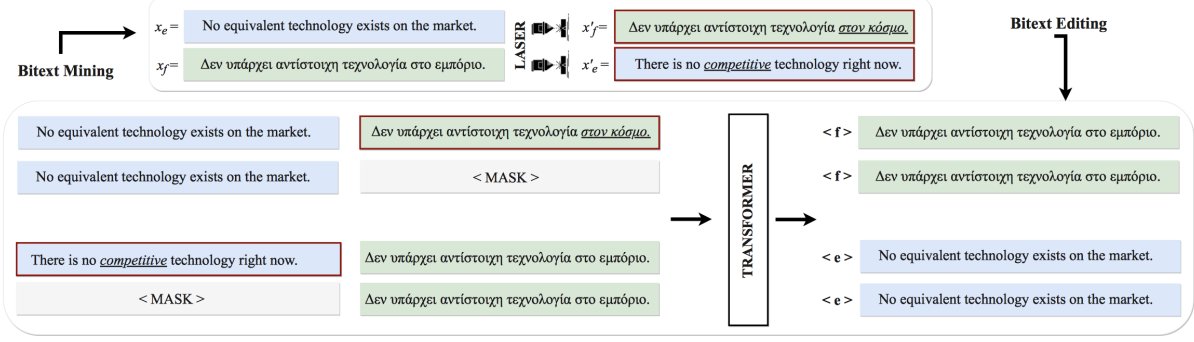 Bitext Mining
xₑ= No equivalent technology exists on the market.
x_f= Δεν υπάρχει αντίστοιχη τεχνολογία στο εμπόριο.
LASER
x'_f= Δεν υπάρχει αντίστοιχη τεχνολογία στον κόσμο.
x'ₑ= There is no competitive technology right now.
Bitext Editing
No equivalent technology exists on the market. Δεν υπάρχει αντίστοιχη τεχνολογία στον κόσμο.
No equivalent technology exists on the market. < MASK >
There is no competitive technology right now. Δεν υπάρχει αντίστοιχη τεχνολογία στο εμπόριο.
< MASK > Δεν υπάρχει αντίστοιχη τεχνολογία στο εμπόριο.
TRANSFORMER
< f > Δεν υπάρχει αντίστοιχη τεχνολογία στο εμπόριο.
< f > Δεν υπάρχει αντίστοιχη τεχνολογία στο εμπόριο.
< e > No equivalent technology exists on the market.
< e > No equivalent technology exists on the market.